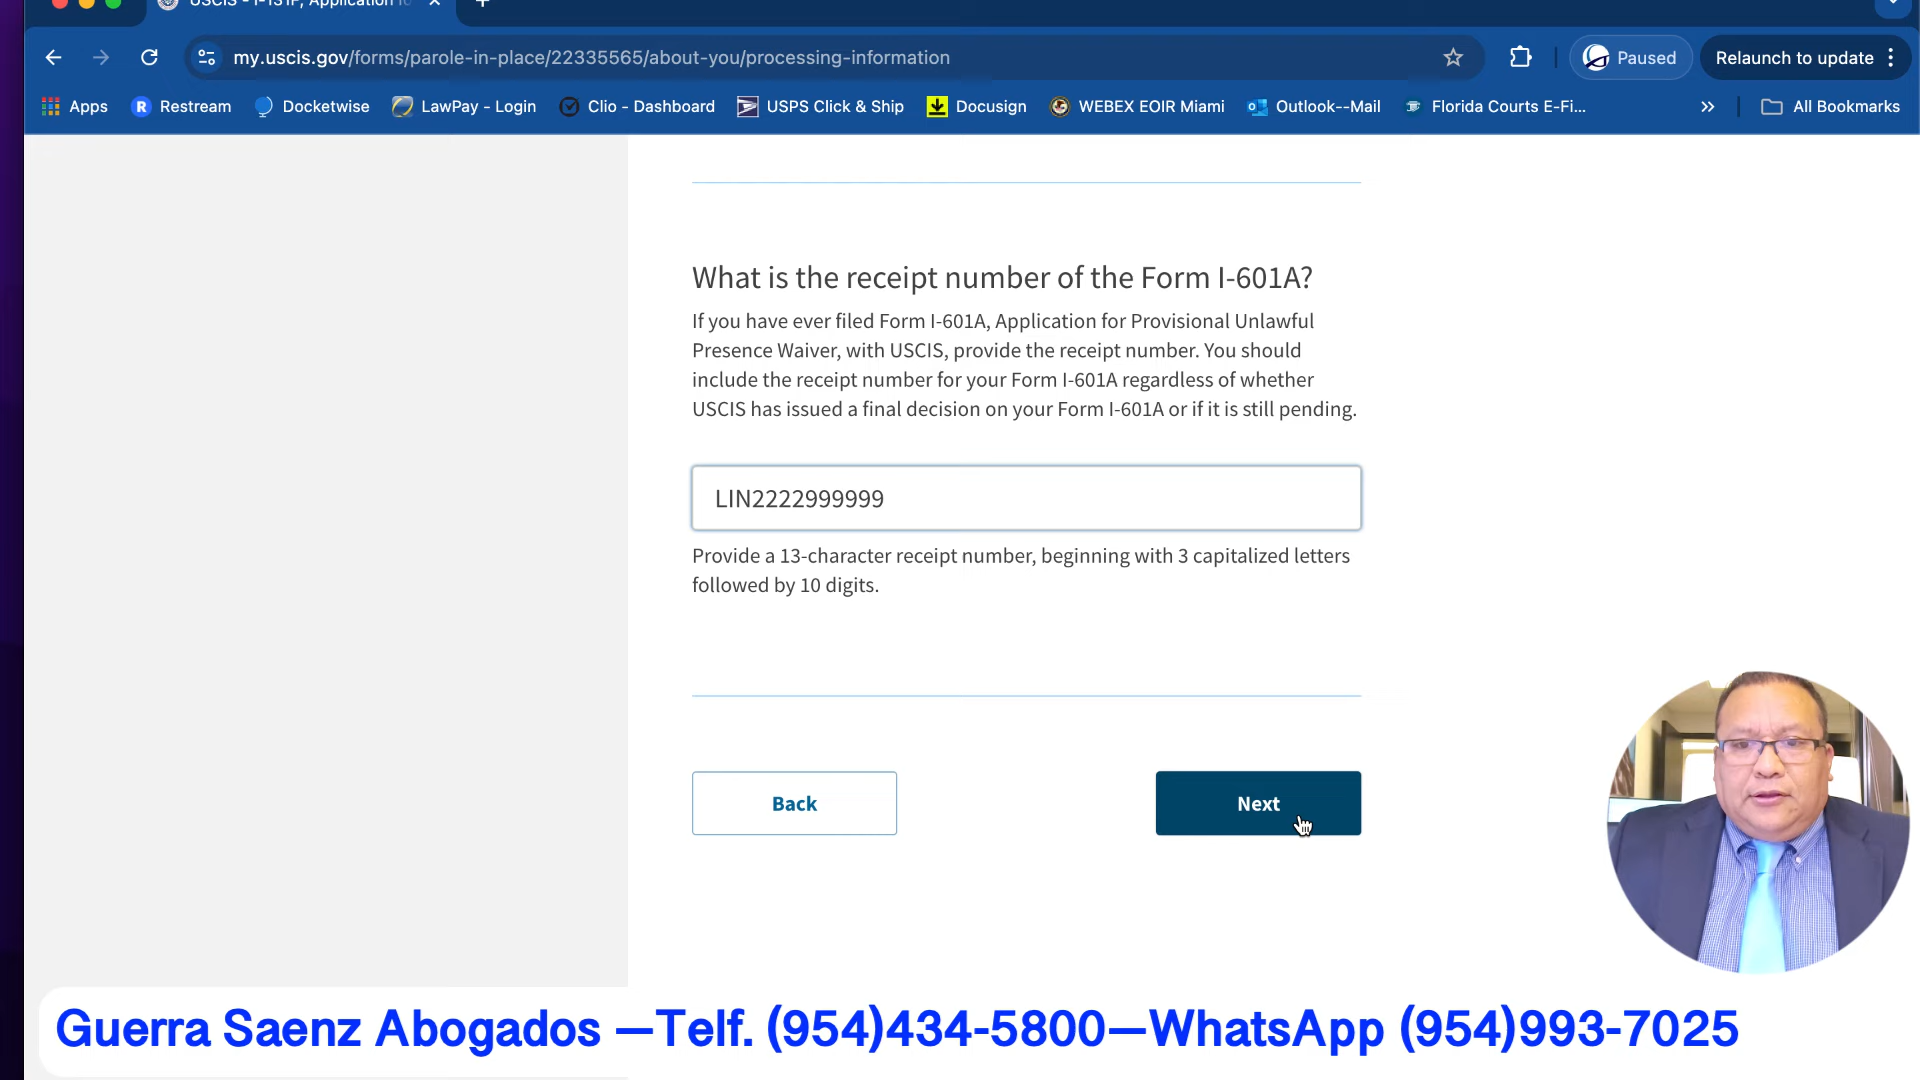 USCIS - I-131F, Application fo
my.uscis.gov/forms/parole-in-place/22335565/about-you/processing-information
Paused
Relaunch to update
Apps
Restream
Docketwise
LawPay - Login
Clio - Dashboard
USPS Click & Ship
Docusign
WEBEX EOIR Miami
Outlook--Mail
Florida Courts E-Fi...
All Bookmarks
What is the receipt number of the Form I-601A?
If you have ever filed Form I-601A, Application for Provisional Unlawful
Presence Waiver, with USCIS, provide the receipt number. You should
include the receipt number for your Form I-601A regardless of whether
USCIS has issued a final decision on your Form I-601A or if it is still pending.
LIN2222999999
Provide a 13-character receipt number, beginning with 3 capitalized letters
followed by 10 digits.
Back
Next
Guerra Saenz Abogados —Telf. (954)434-5800—WhatsApp (954)993-7025